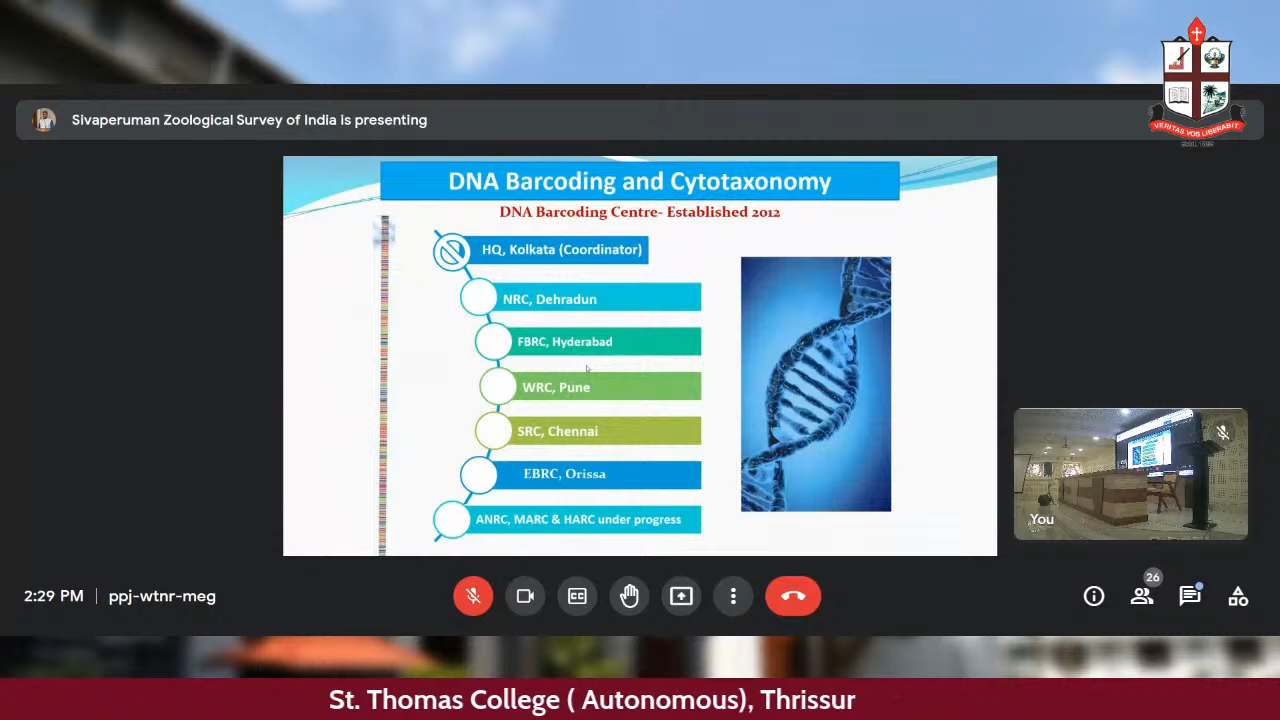 Sivaperuman Zoological Survey of India is presenting
VERITAS VOS LIBERABIT
DNA Barcoding and Cytotaxonomy
DNA Barcoding Centre- Established 2012
HQ, Kolkata (Coordinator)
NRC, Dehradun
FBRC, Hyderabad
WRC, Pune
SRC, Chennai
EBRC, Orissa
ANRC, MARC & HARC under progress
You
2:29 PM | ppj-wtnr-meg
CC
26
St. Thomas College ( Autonomous), Thrissur